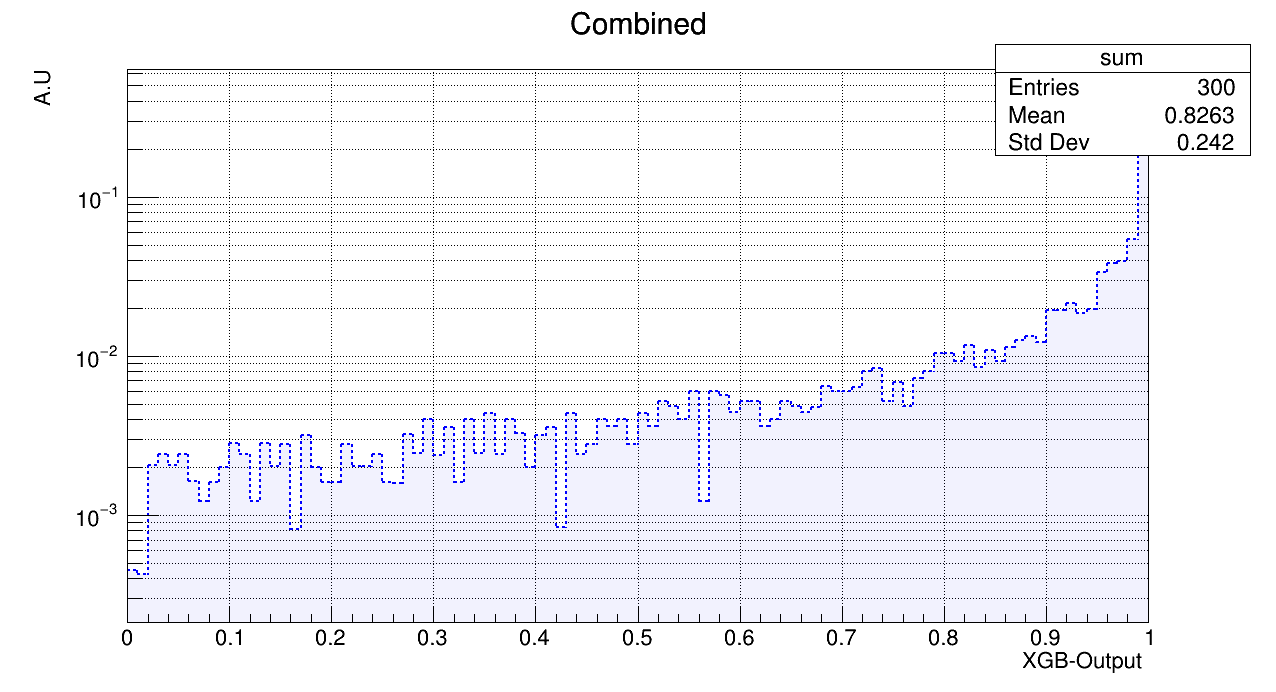 Combined
A.U
sum
Entries 300
Mean 0.8263
Std Dev 0.242
10⁻¹
10⁻²
10⁻³
0 0.1 0.2 0.3 0.4 0.5 0.6 0.7 0.8 0.9 1
XGB-Output